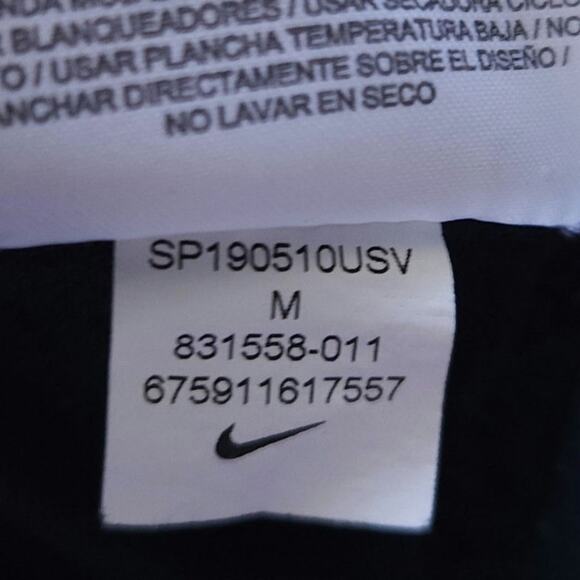 BLANQUEADORES / USAR SECADORA CICLO
O / USAR PLANCHA TEMPERATURA BAJA / NO
ANCHAR DIRECTAMENTE SOBRE EL DISEÑO /
NO LAVAR EN SECO
SP190510USV
M
831558-011
675911617557